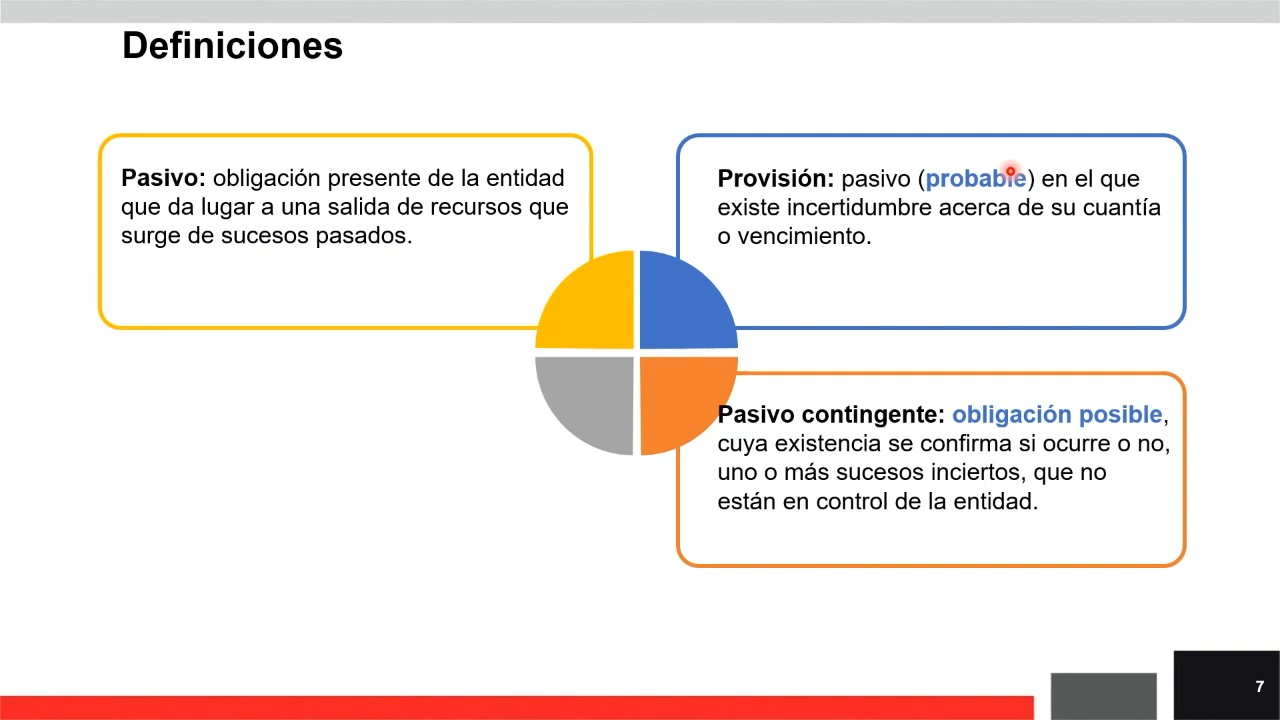 Definiciones
Pasivo: obligación presente de la entidad
que da lugar a una salida de recursos que
surge de sucesos pasados.
Provisión: pasivo (probable) en el que
existe incertidumbre acerca de su cuantía
o vencimiento.
Pasivo contingente: obligación posible,
cuya existencia se confirma si ocurre o no,
uno o más sucesos inciertos, que no
están en control de la entidad.
7